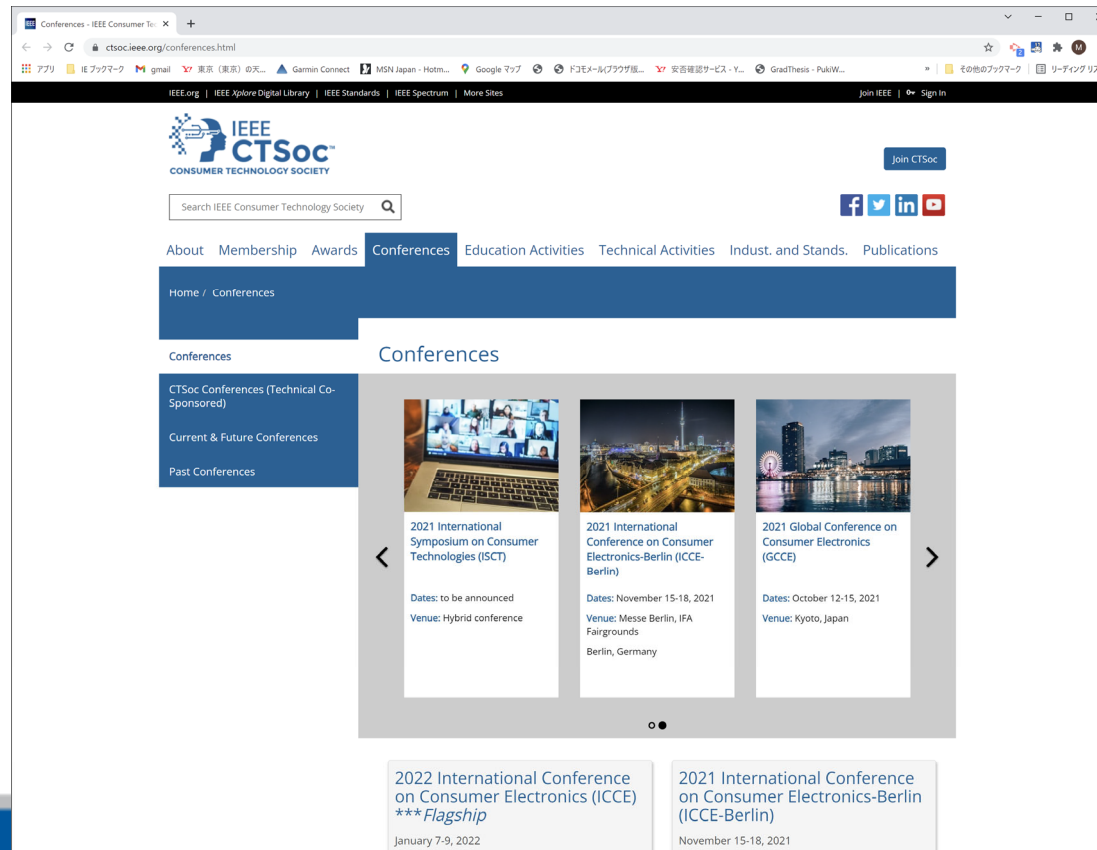 Conferences - IEEE Consumer Tec
ctsoc.ieee.org/conferences.html
アプリ IE ブックマーク gmail 東京（東京）の天... Garmin Connect MSN Japan - Hotm... Google マップ ドコモメール(ブラウザ版... 安否確認サービス - Y... GradThesis - PukiW... » その他のブックマーク リーディング リス
IEEE.org | IEEE Xplore Digital Library | IEEE Standards | IEEE Spectrum | More Sites Join IEEE | Sign In
IEEE
CTSoc™
CONSUMER TECHNOLOGY SOCIETY
Join CTSoc
Search IEEE Consumer Technology Society
About Membership Awards Conferences Education Activities Technical Activities Indust. and Stands. Publications
Home / Conferences
Conferences
CTSoc Conferences (Technical Co-
Sponsored)
Current & Future Conferences
Past Conferences
Conferences
2021 International
Symposium on Consumer
Technologies (ISCT)
Dates: to be announced
Venue: Hybrid conference
2021 International
Conference on Consumer
Electronics-Berlin (ICCE-
Berlin)
Dates: November 15-18, 2021
Venue: Messe Berlin, IFA
Fairgrounds
Berlin, Germany
2021 Global Conference on
Consumer Electronics
(GCCE)
Dates: October 12-15, 2021
Venue: Kyoto, Japan
2022 International Conference
on Consumer Electronics (ICCE)
***Flagship
January 7-9, 2022
2021 International Conference
on Consumer Electronics-Berlin
(ICCE-Berlin)
November 15-18, 2021